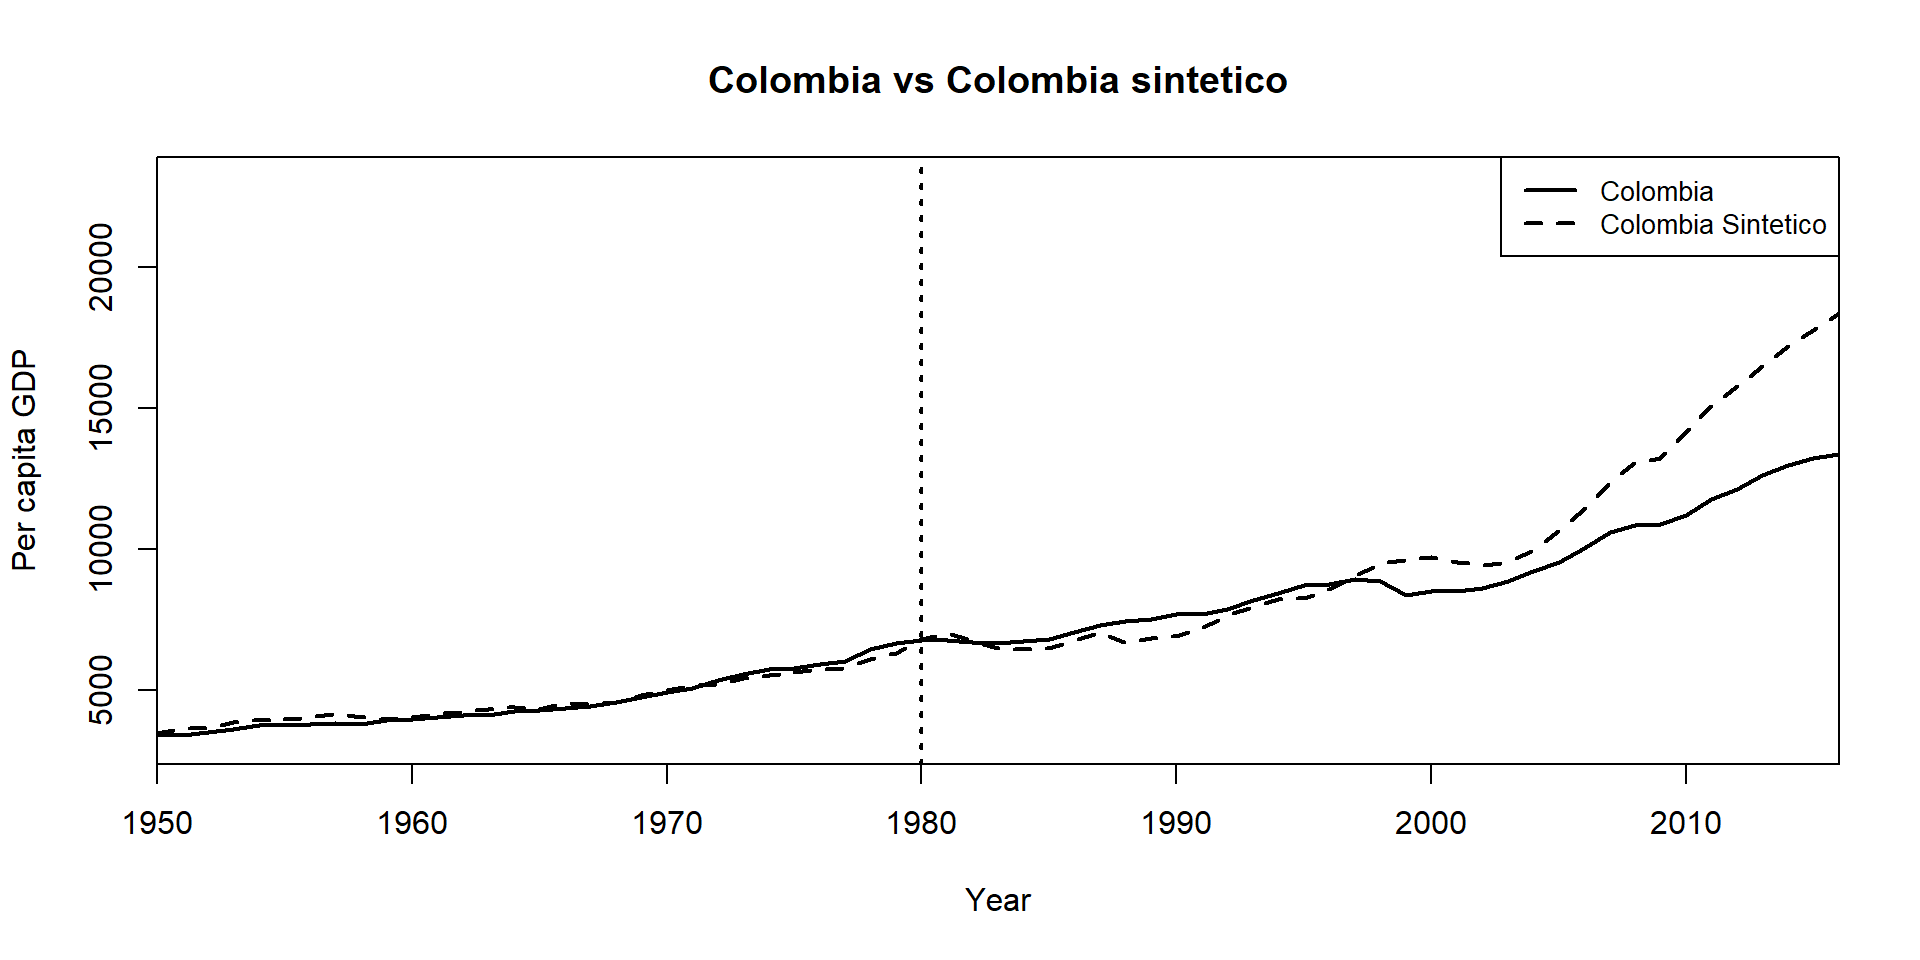 Colombia vs Colombia sintetico
Colombia
Colombia Sintetico
Per capita GDP
20000
15000
10000
5000
1950 1960 1970 1980 1990 2000 2010
Year